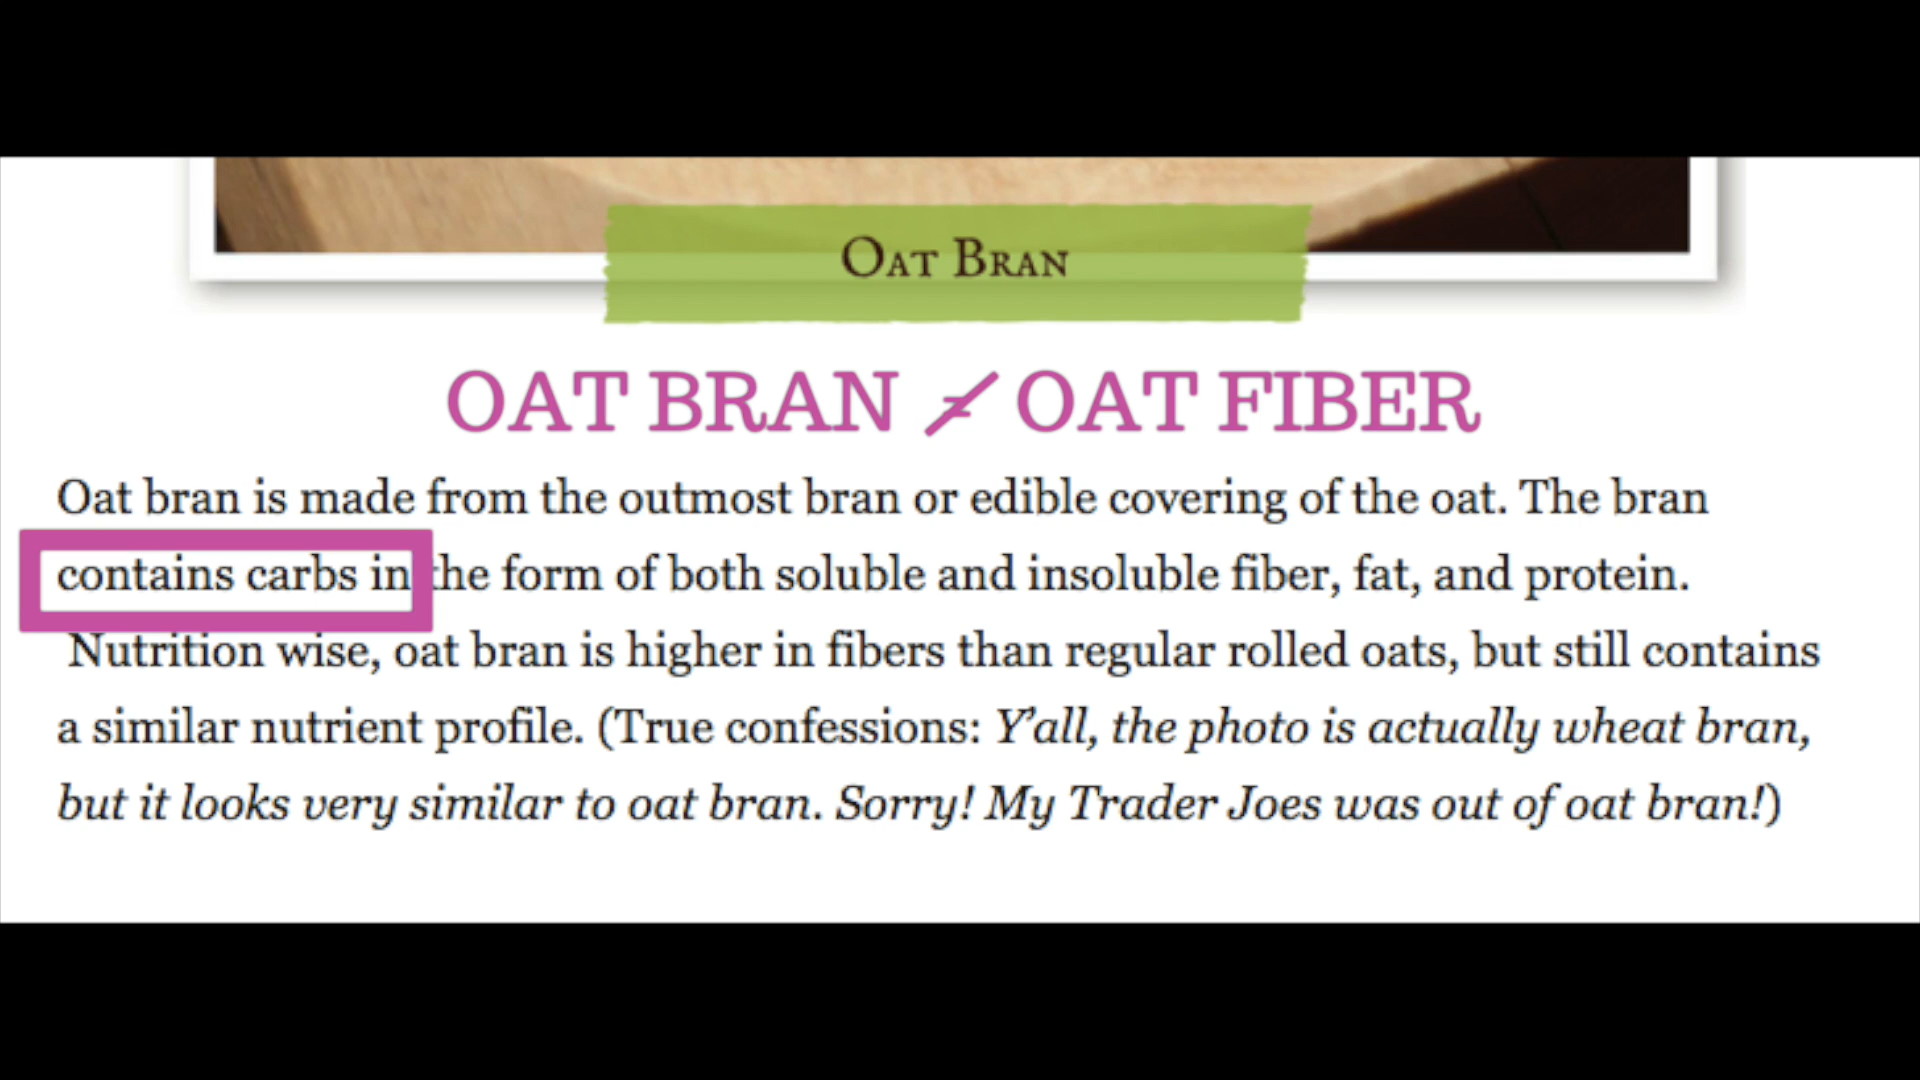 Oat Bran
OAT BRAN ≠ OAT FIBER
Oat bran is made from the outmost bran or edible covering of the oat. The bran
contains carbs in the form of both soluble and insoluble fiber, fat, and protein.
Nutrition wise, oat bran is higher in fibers than regular rolled oats, but still contains
a similar nutrient profile. (True confessions: Y'all, the photo is actually wheat bran,
but it looks very similar to oat bran. Sorry! My Trader Joes was out of oat bran!)